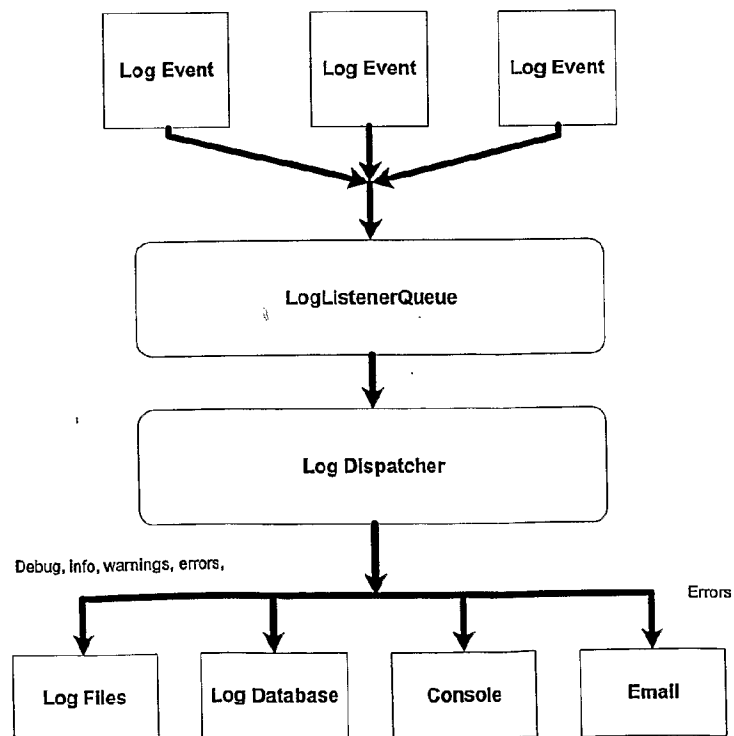 Log Event
Log Event
Log Event
LogListenerQueue
Log Dispatcher
Debug, info, warnings, errors,
Errors
Log Files
Log Database
Console
Email